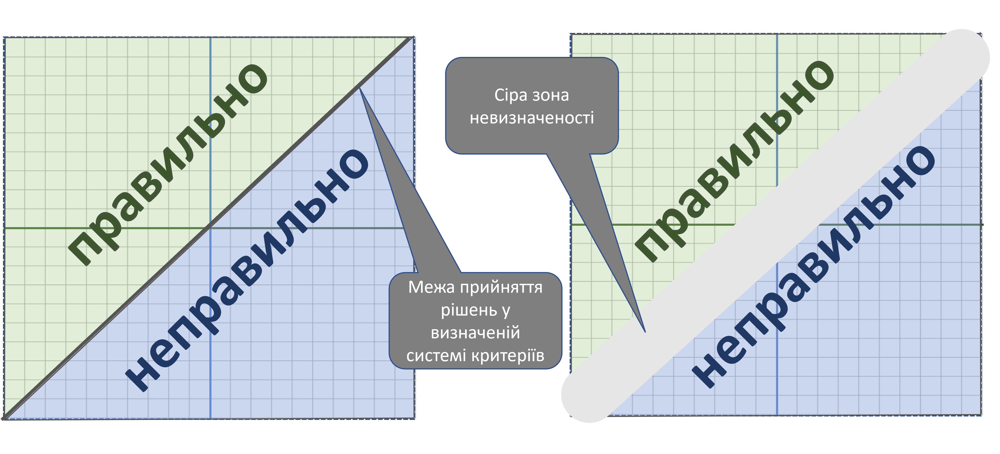 правильно
неправильно
Межа прийняття
рішень у
визначеній
системі критеріїв
Сіра зона
невизначеності
правильно
неправильно